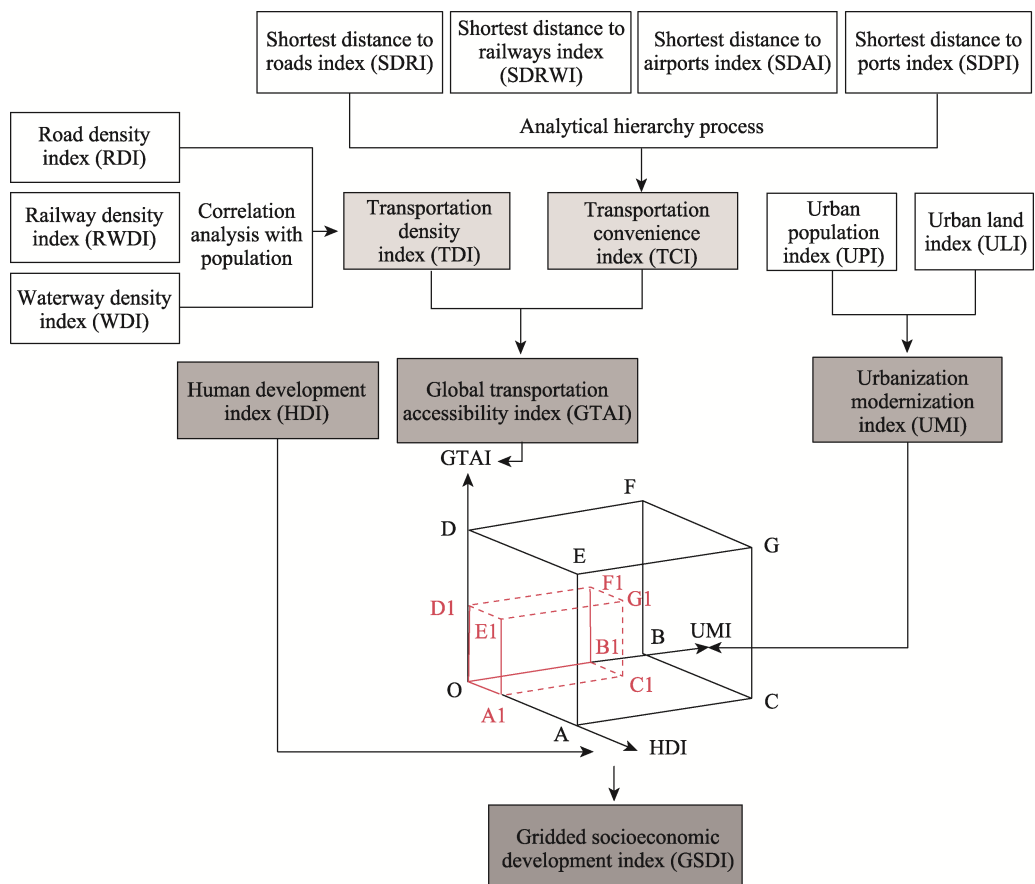 Shortest distance to
roads index (SDRI)
Shortest distance to
railways index
(SDRWI)
Shortest distance to
airports index (SDAI)
Shortest distance to
ports index (SDPI)
Analytical hierarchy process
Road density
index (RDI)
Railway density
index (RWDI)
Waterway density
index (WDI)
Correlation
analysis with
population
Transportation
density
index (TDI)
Transportation
convenience
index (TCI)
Urban
population
index (UPI)
Urban land
index (ULI)
Human development
index (HDI)
Global transportation
accessibility index (GTAI)
Urbanization
modernization
index (UMI)
GTAI
F
D
G
E
F1
D1
G1
E1
UMI
B
B1
O
C1
C
A1
A
HDI
Gridded socioeconomic
development index (GSDI)